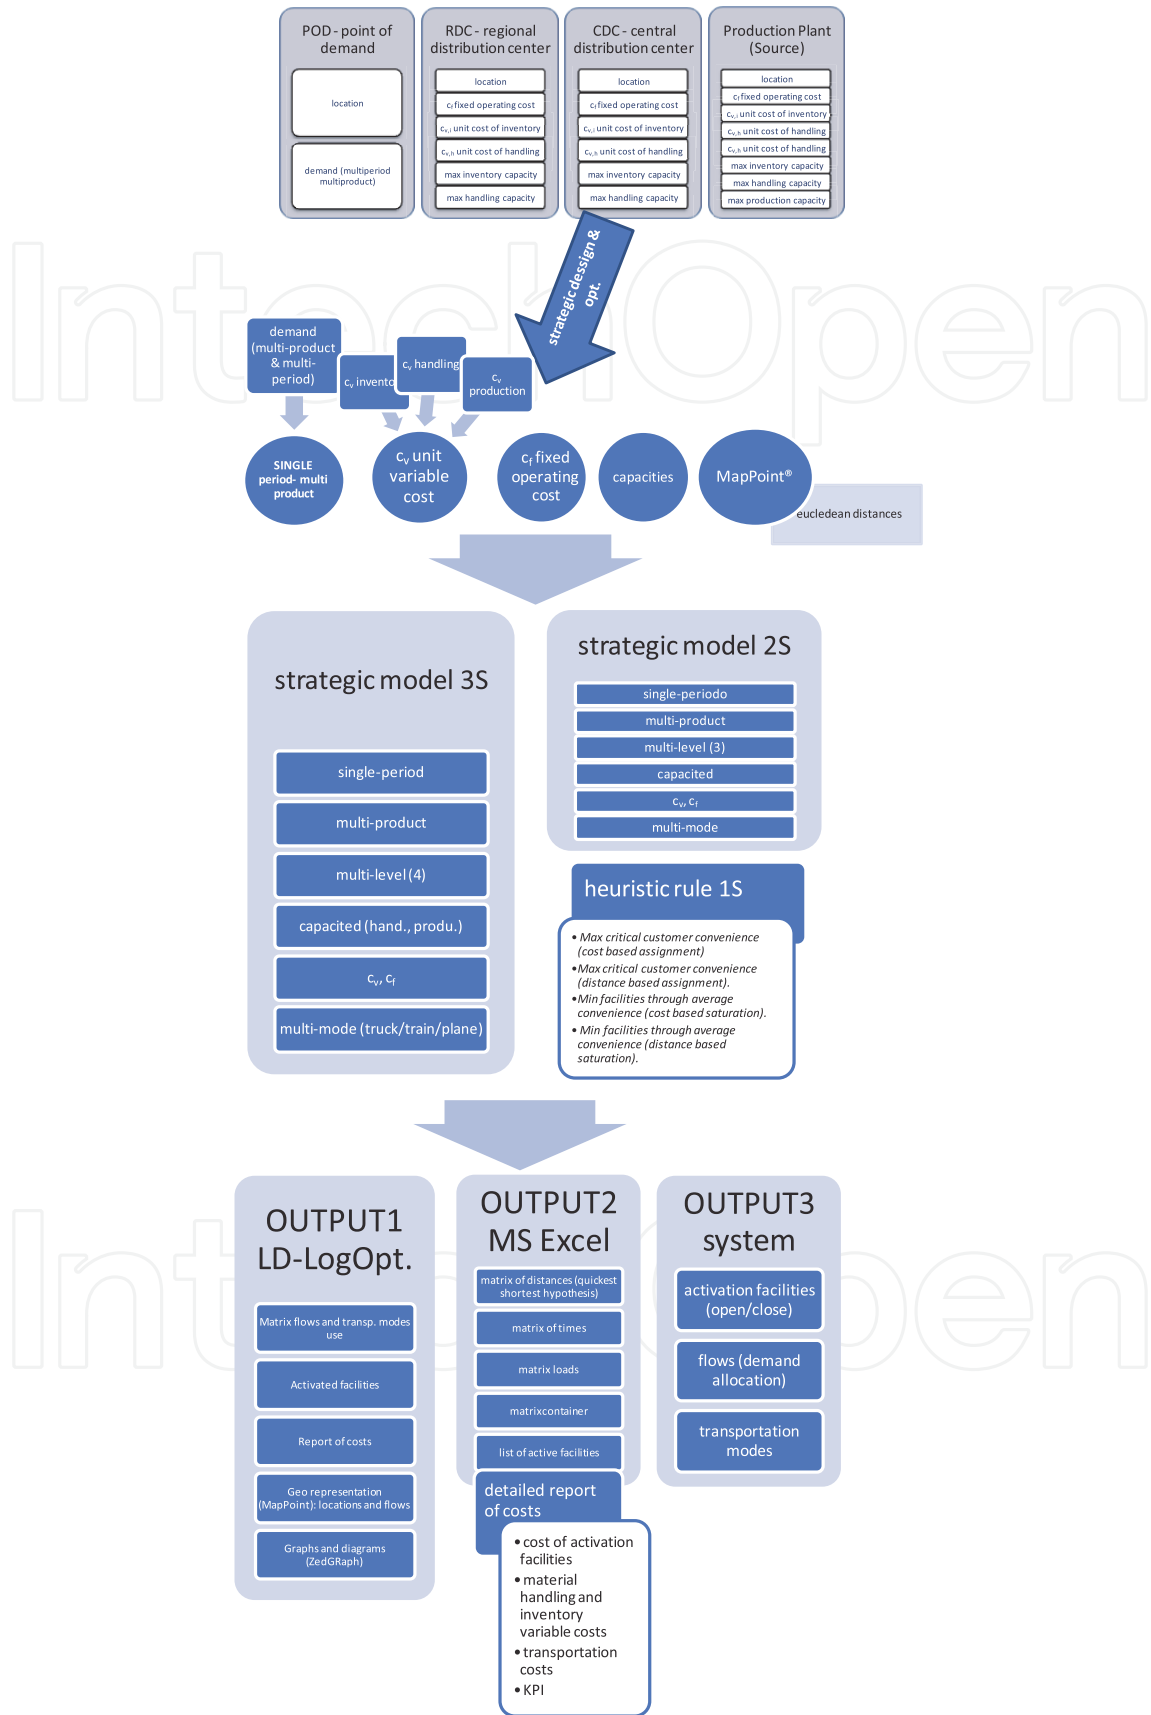 POD - point of
demand
location
demand (multiperiod
multiproduct)
RDC - regional
distribution center
location
cf fixed operating cost
cv,i unit cost of inventory
cv,h unit cost of handling
max inventory capacity
max handling capacity
CDC - central
distribution center
location
cf fixed operating cost
cv,i unit cost of inventory
cv,h unit cost of handling
max inventory capacity
max handling capacity
Production Plant
(Source)
location
cf fixed operating cost
cv,i unit cost of inventory
cv,h unit cost of handling
cv,h unit cost of handling
max inventory capacity
max handling capacity
max production capacity
IntechOpen
strategic dessign &
opt.
demand
(multi-product
& multi-
period)
cv invento
cv handling
cv
production
SINGLE
period- multi
product
cv unit
variable
cost
cf fixed
operating
cost
capacities
MapPoint®
eucledean distances
strategic model 3S
single-period
multi-product
multi-level (4)
capacited (hand., produ.)
cv, cf
multi-mode (truck/train/plane)
strategic model 2S
single-periodo
multi-product
multi-level (3)
capacited
cv, cf
multi-mode
heuristic rule 1S
• Max critical customer convenience
(cost based assignment)
•Max critical customer convenience
(distance based assignment).
•Min facilities through average
convenience (cost based saturation).
• Min facilities through average
convenience (distance based
saturation).
IntechOpen
OUTPUT1
LD-LogOpt.
Matrix flows and transp. modes
use
Activated facilities
Report of costs
Geo representation
(MapPoint): locations and flows
Graphs and diagrams
(ZedGRaph)
OUTPUT2
MS Excel
matrix of distances (quickest
shortest hypothesis)
matrix of times
matrix loads
matrixcontainer
list of active facilities
detailed report
of costs
• cost of activation
facilities
• material
handling and
inventory
variable costs
• transportation
costs
• KPI
OUTPUT3
system
activation facilities
(open/close)
flows (demand
allocation)
transportation
modes